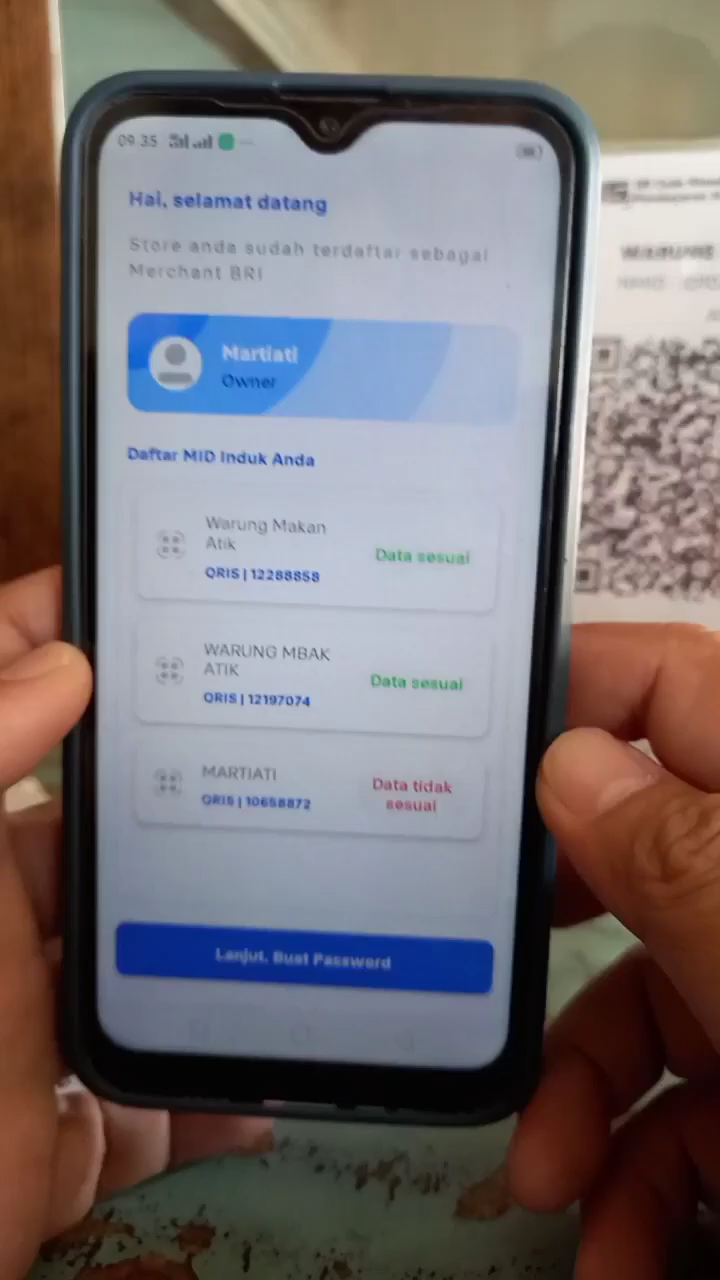 09 35
Hai, selamat datang
Store anda sudah terdaftar sebagai
Merchant BRI
Martiati
Owner
Daftar MID Induk Anda
Warung Makan
Atik
QRIS | 12288858
Data sesuai
WARUNG MBAK
ATIK
QRIS | 12197074
Data sesuai
MARTIATI
QRIS | 10658872
Data tidak
sesuai
Lanjut, Buat Password
WARUNG